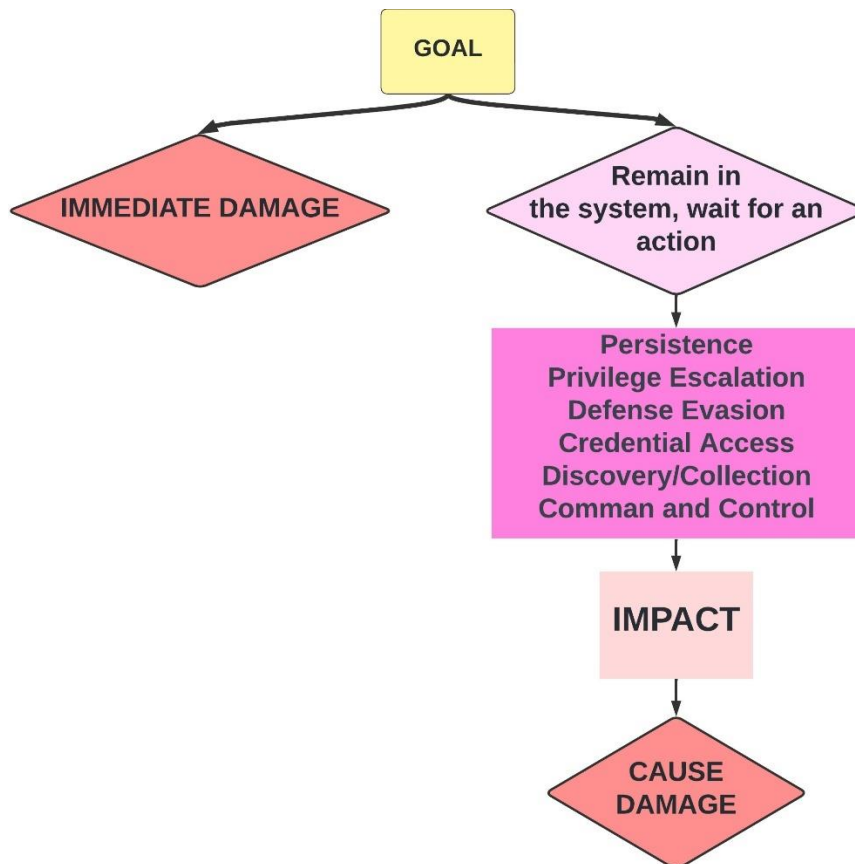 GOAL
IMMEDIATE DAMAGE
Remain in
the system, wait for an
action
Persistence
Privilege Escalation
Defense Evasion
Credential Access
Discovery/Collection
Comman and Control
IMPACT
CAUSE
DAMAGE